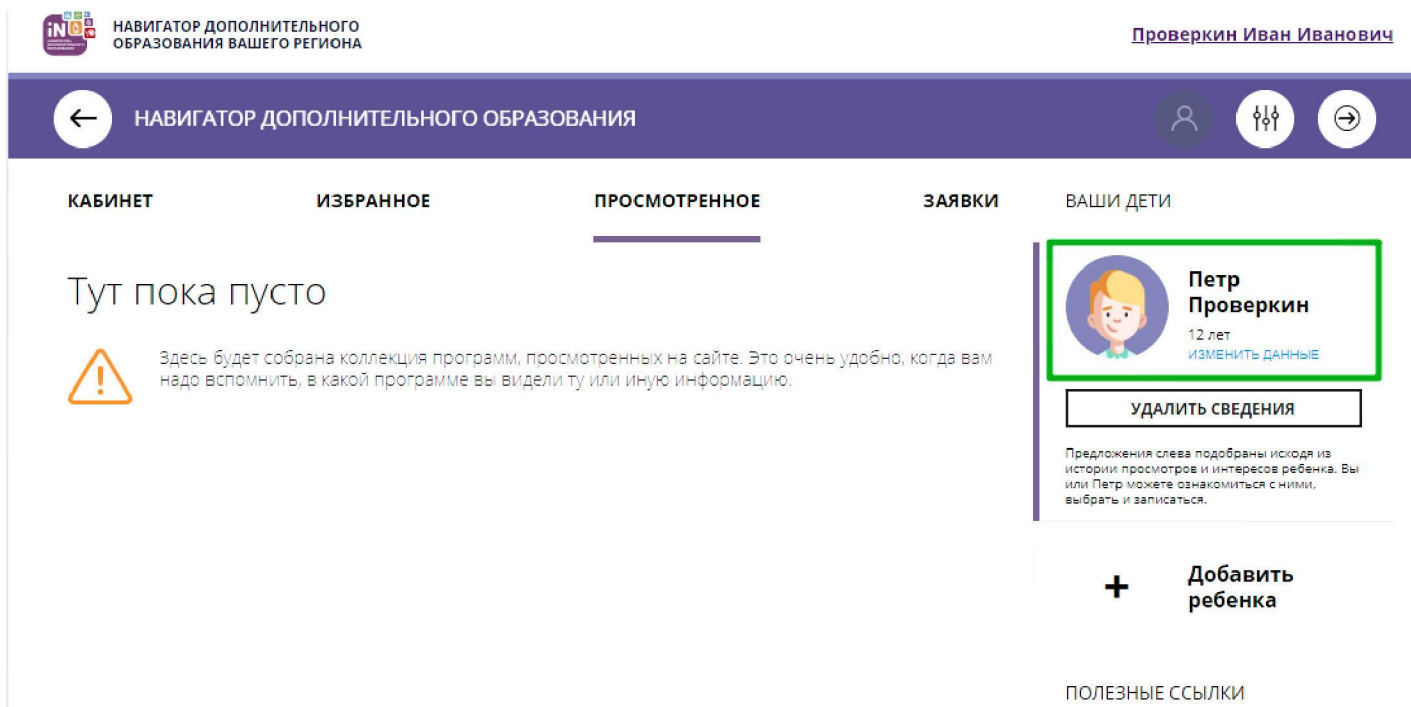 НАВИГАТОР ДОПОЛНИТЕЛЬНОГО
ОБРАЗОВАНИЯ ВАШЕГО РЕГИОНА
Проверкин Иван Иванович
НАВИГАТОР ДОПОЛНИТЕЛЬНОГО ОБРАЗОВАНИЯ
КАБИНЕТ
ИЗБРАННОЕ
ПРОСМОТРЕННОЕ
ЗАЯВКИ
Тут пока пусто
Здесь будет собрана коллекция программ, просмотренных на сайте. Это очень удобно, когда вам
надо вспомнить, в какой программе вы видели ту или иную информацию.
ВАШИ ДЕТИ
Петр
Проверкин
12 лет
ИЗМЕНИТЬ ДАННЫЕ
УДАЛИТЬ СВЕДЕНИЯ
Предложения слева подобраны исходя из
истории просмотров и интересов ребенка. Вы
или Петр можете ознакомиться с ними,
выбрать и записаться.
+ Добавить
ребенка
ПОЛЕЗНЫЕ ССЫЛКИ